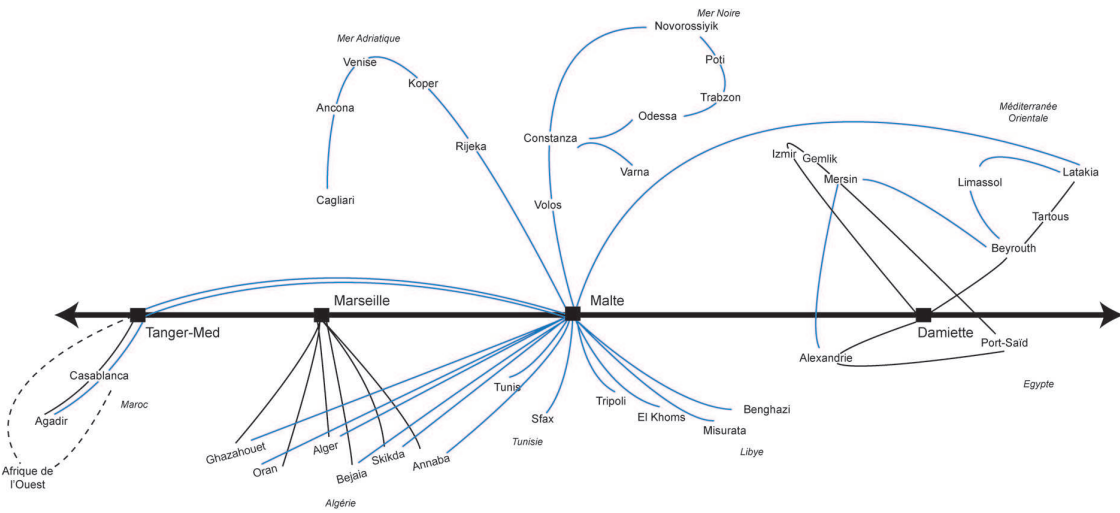 Mer Noire
Novorossiyik
Mer Adriatique
Venise
Poti
Koper
Trabzon
Ancona
Odessa
Méditerranée
Orientale
Constanza
Rijeka
Izmir
Gemlik
Varna
Mersin
Limassol
Latakia
Cagliari
Volos
Tartous
Beyrouth
Marseille
Malte
Tanger-Med
Damiette
Port-Saïd
Alexandrie
Casablanca
Maroc
Agadir
Tunis
Egypte
Tripoli
Benghazi
El Khoms
Sfax
Misurata
Tunisie
Libye
Ghazahouet
Alger
Skikda
Annaba
Oran
Bejaia
Afrique de
l'Ouest
Algérie